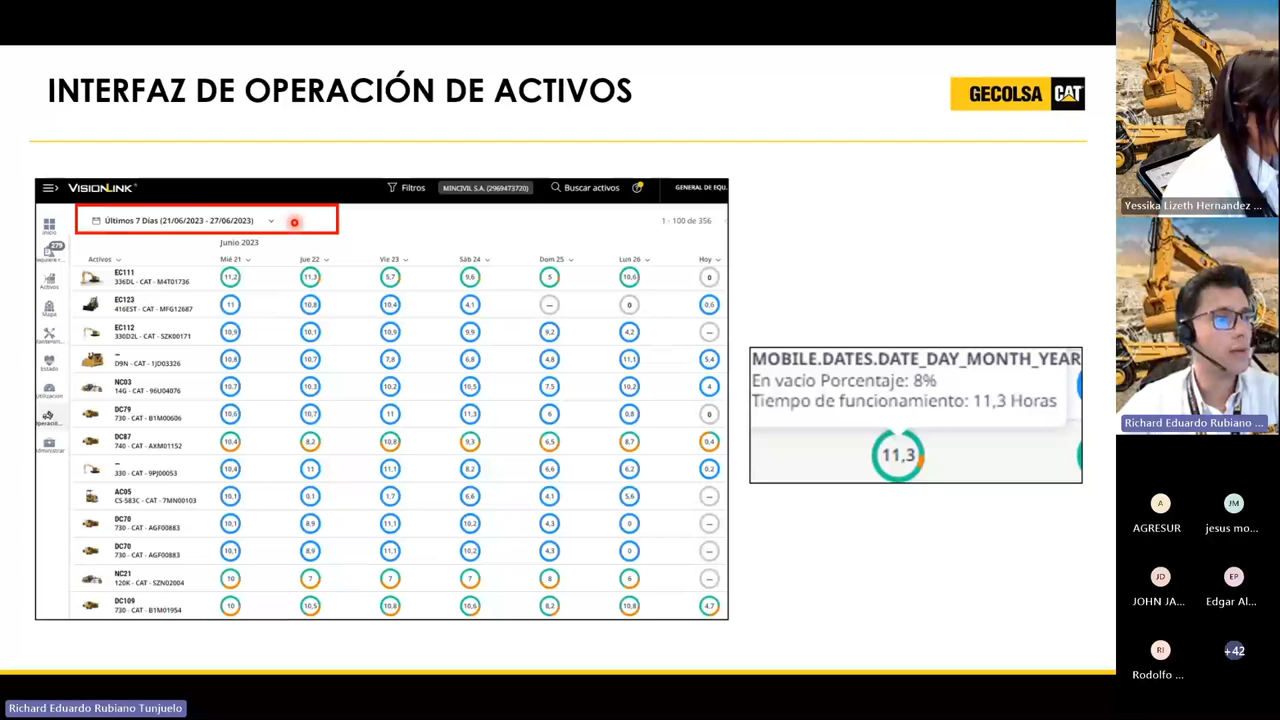 INTERFAZ DE OPERACIÓN DE ACTIVOS
GECOLSA CAT
VISIONLINK
Filtros
MINCIVIL S.A. (2969473720)
Buscar activos
GENERAL DE EQU.
Últimos 7 Días (21/06/2023 - 27/06/2023)
1 - 100 de 356
Junio 2023
Activos Mié 21 Jue 22 Vie 23 Sáb 24 Dom 25 Lun 26 Hoy
Inicio
279
Activos
Mapa
Estado
Utilización
Operació...
Administrar
EC111
336DL - CAT - M4T01736
11,2 11,3 5,7 9,6 5 10,6 0
EC123
416EST - CAT - MFG12687
11 10,8 10,4 4,1 — 0 0,6
EC112
330D2L - CAT - SZK00171
10,9 10,1 10,9 9,9 9,2 4,2 —
—
D9N - CAT - 1JD03326
10,8 10,7 7,8 6,8 4,8 11,1 5,4
NC03
14G - CAT - 96U04076
10,7 10,3 10,2 10,5 7,5 10,2 4
DC79
730 - CAT - B1M00606
10,6 10,7 11 11,3 6 0,8 0
DC87
740 - CAT - AXM01152
10,4 8,2 10,8 9,3 6,5 8,7 0,4
—
330 - CAT - 9PJ00053
10,4 11 11,1 8,2 6,6 6,2 0,2
AC05
CS-583C - CAT - 7MN00103
10,1 0,1 1,7 6,6 4,1 5,6 —
DC70
730 - CAT - AGF00883
10,1 8,9 11,1 10,2 4,3 0 —
DC70
730 - CAT - AGF00883
10,1 8,9 11,1 10,2 4,3 0 —
NC21
120K - CAT - SZN02004
10 7 7 7 8 6 —
DC109
730 - CAT - B1M01954
10 10,5 10,8 10,6 8,2 10,8 4,7
MOBILE.DATES.DATE_DAY_MONTH_YEAR
En vacío Porcentaje: 8%
Tiempo de funcionamiento: 11,3 Horas
11,3
Yessika Lizeth Hernandez ...
Richard Eduardo Rubiano ...
A
AGRESUR
JM
jesus mo...
JD
JOHN JA...
EP
Edgar Al...
RI
Rodolfo ...
+42
Richard Eduardo Rubiano Tunjuelo